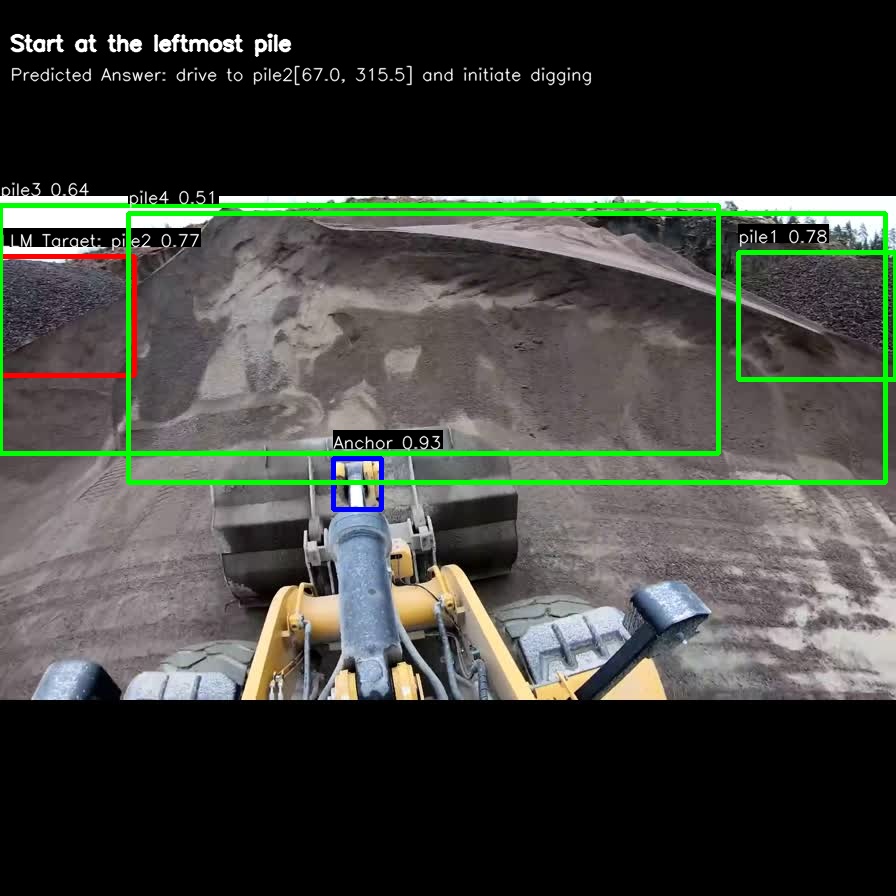 Start at the leftmost pile
Predicted Answer: drive to pile2[67.0, 315.5] and initiate digging
pile3 0.64
pile4 0.51
LM Target: pile2 0.77
pile1 0.78
Anchor 0.93